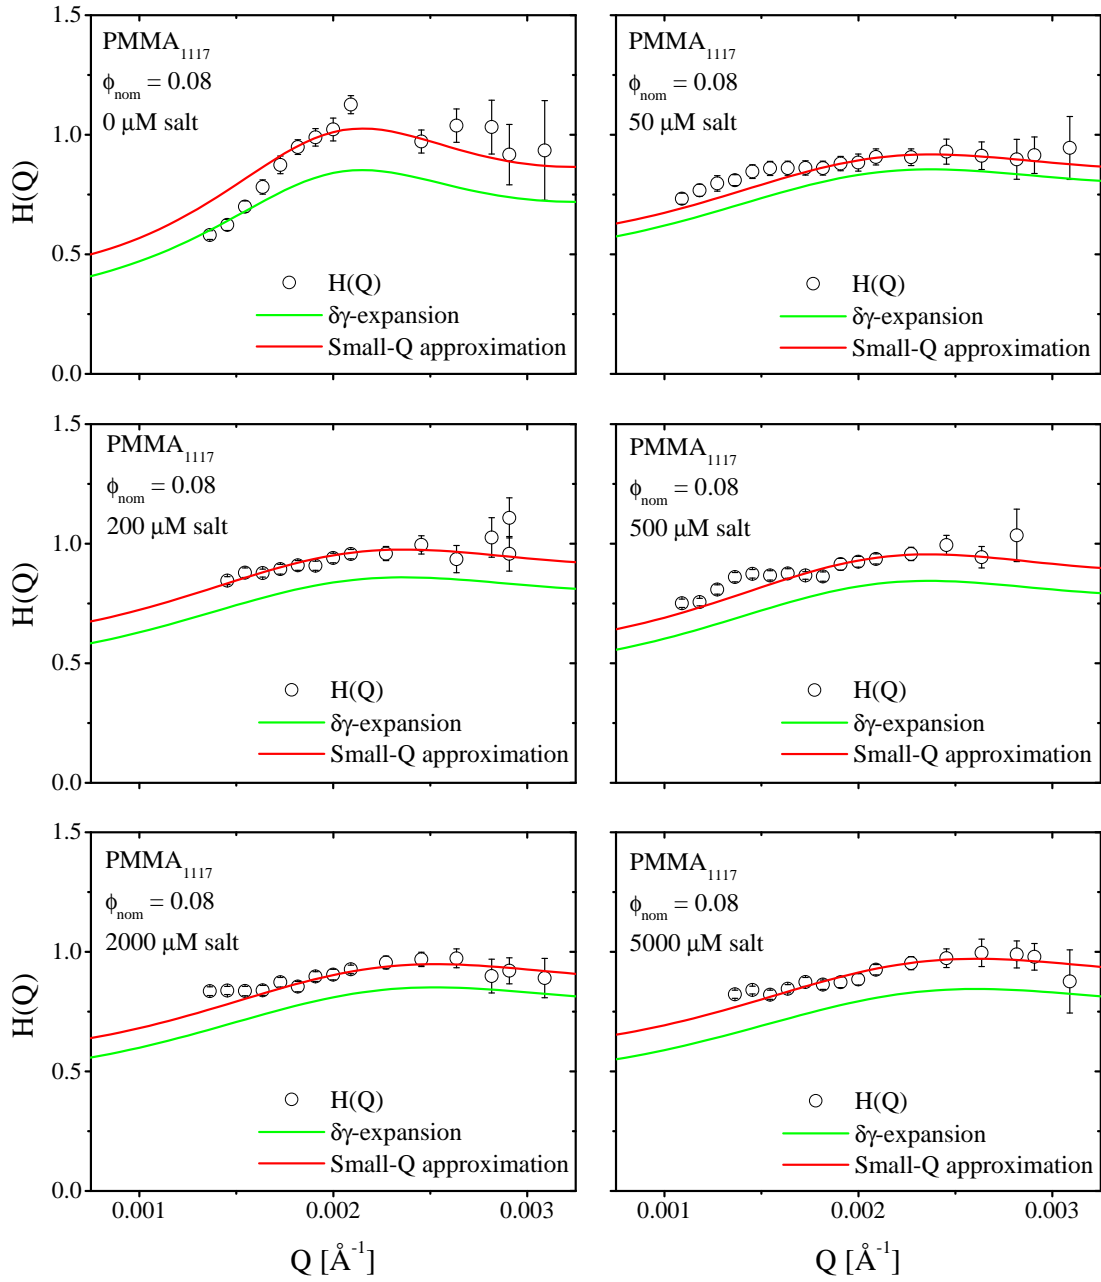 1.5
1.0
0.5
0.0
H(Q)
PMMA1117
ϕnom = 0.08
0 μM salt
H(Q)
δγ-expansion
Small-Q approximation
PMMA1117
ϕnom = 0.08
50 μM salt
H(Q)
δγ-expansion
Small-Q approximation
1.5
1.0
0.5
0.0
H(Q)
PMMA1117
ϕnom = 0.08
200 μM salt
H(Q)
δγ-expansion
Small-Q approximation
PMMA1117
ϕnom = 0.08
500 μM salt
H(Q)
δγ-expansion
Small-Q approximation
1.5
1.0
0.5
0.0
H(Q)
PMMA1117
ϕnom = 0.08
2000 μM salt
H(Q)
δγ-expansion
Small-Q approximation
0.001 0.002 0.003
Q [Å-1]
PMMA1117
ϕnom = 0.08
5000 μM salt
H(Q)
δγ-expansion
Small-Q approximation
0.001 0.002 0.003
Q [Å-1]